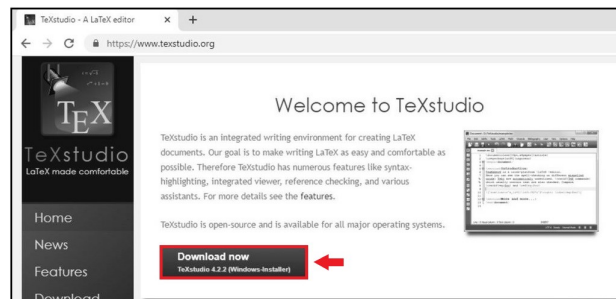 TeXstudio - A LaTeX editor
https://www.texstudio.org
TEX
TeXstudio
LaTeX made comfortable
Home
News
Features
Download
Welcome to TeXstudio
TeXstudio is an integrated writing environment for creating LaTeX
documents. Our goal is to make writing LaTeX as easy and comfortable as
possible. Therefore TeXstudio has numerous features like syntax-
highlighting, integrated viewer, reference checking, and various
assistants. For more details see the features.
TeXstudio is open-source and is available for all major operating systems.
Download now
TeXstudio 4.2.2 (Windows-Installer)